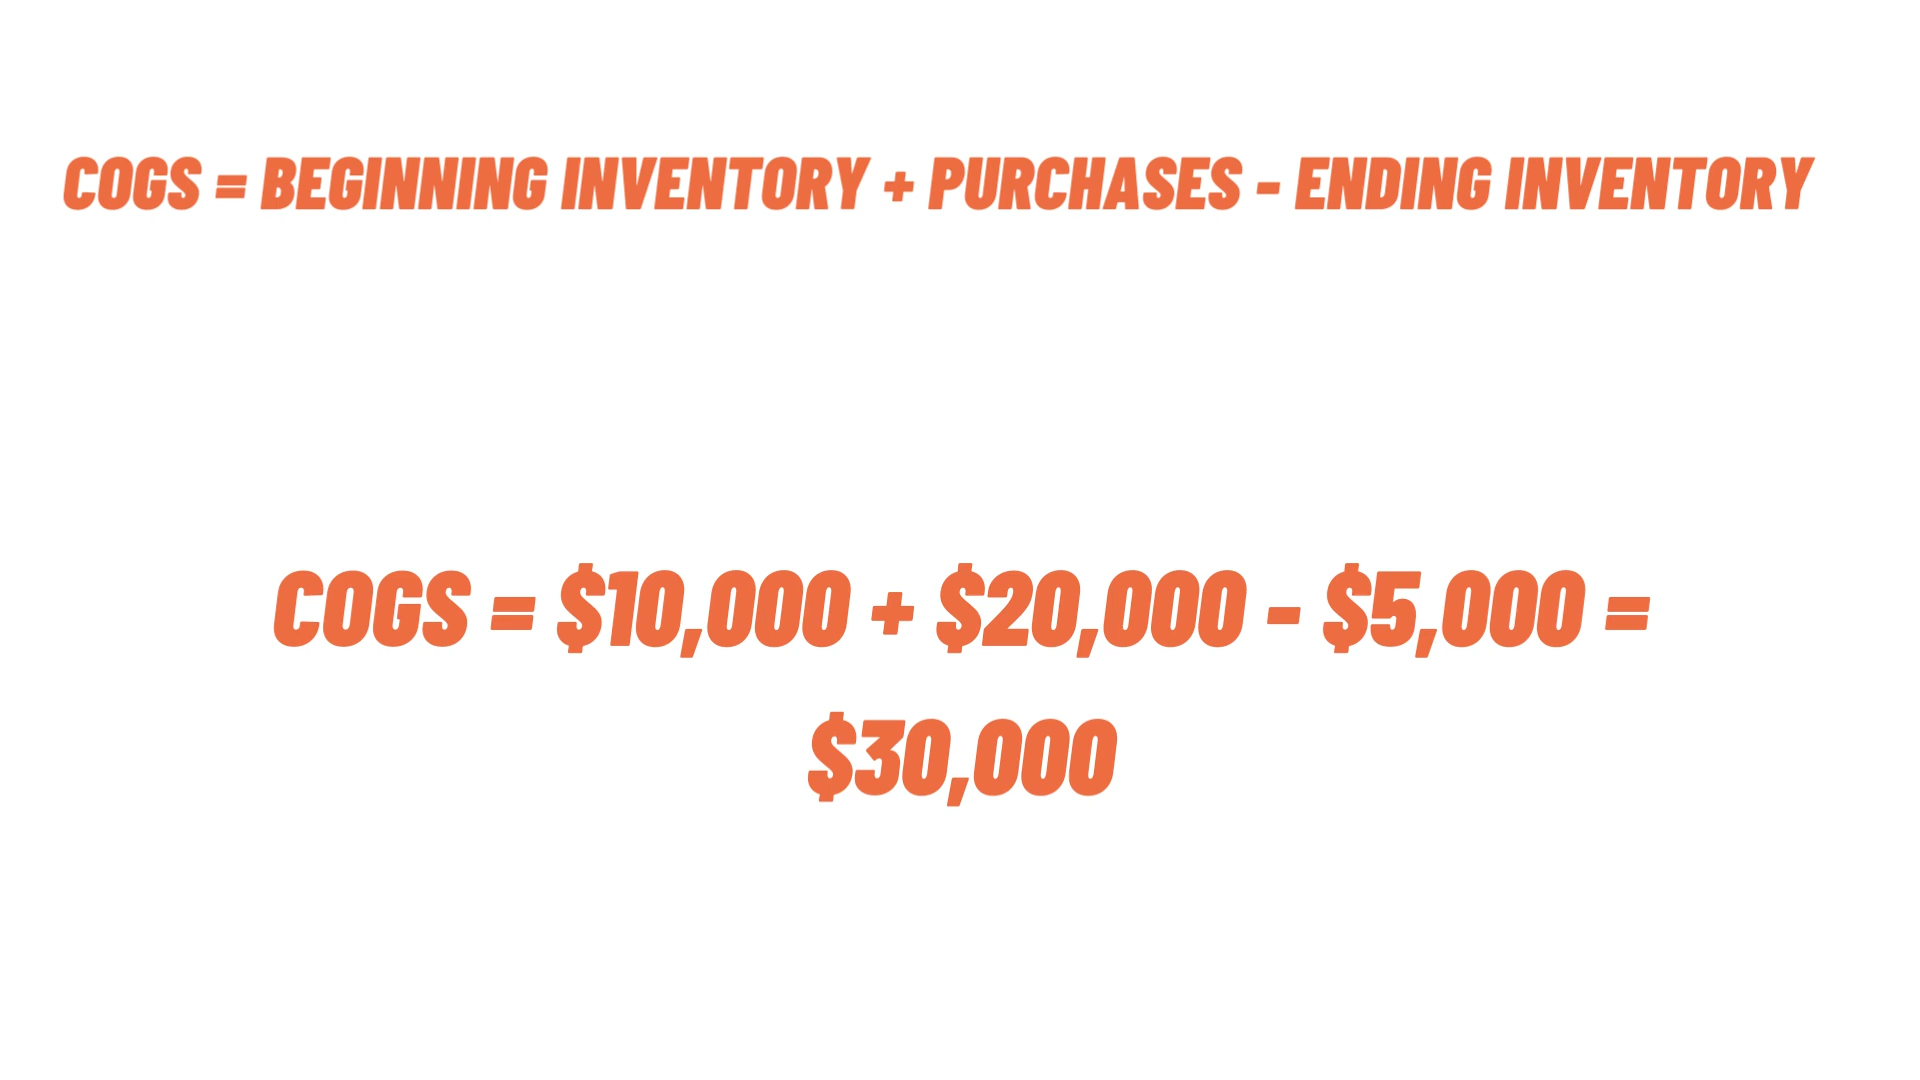 COGS = BEGINNING INVENTORY + PURCHASES - ENDING INVENTORY
COGS = $10,000 + $20,000 - $5,000 =
$30,000